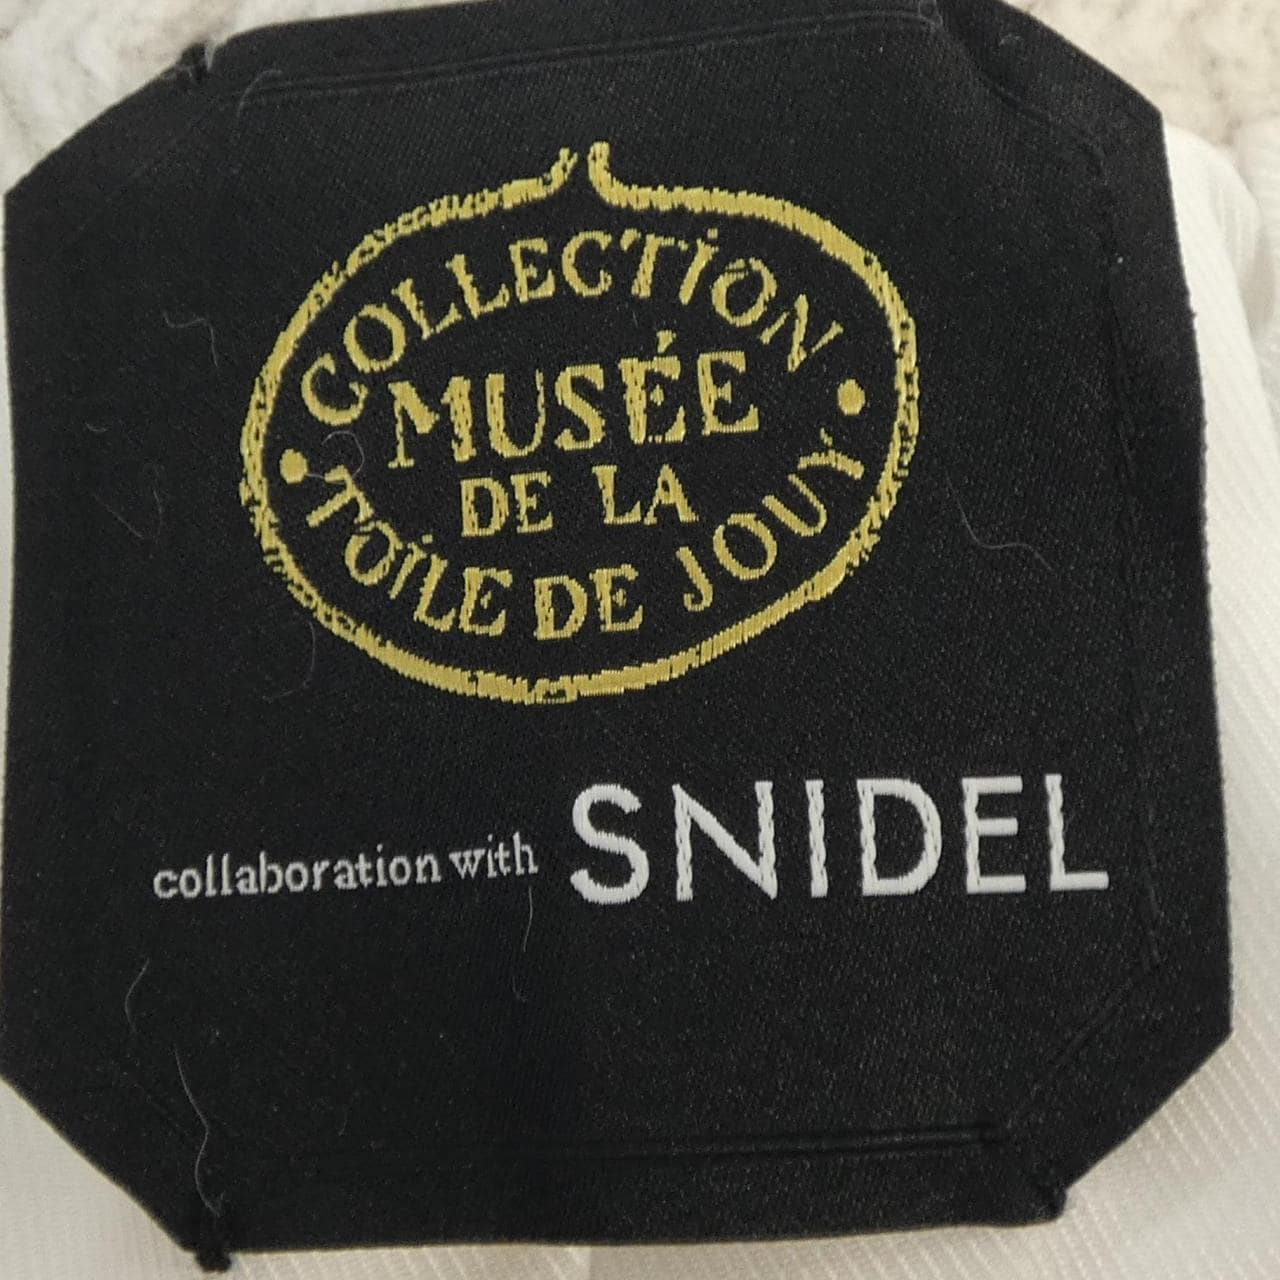 COLLECTION
MUSÉE
DE LA
TOILE DE JOUY
collaboration with SNIDEL